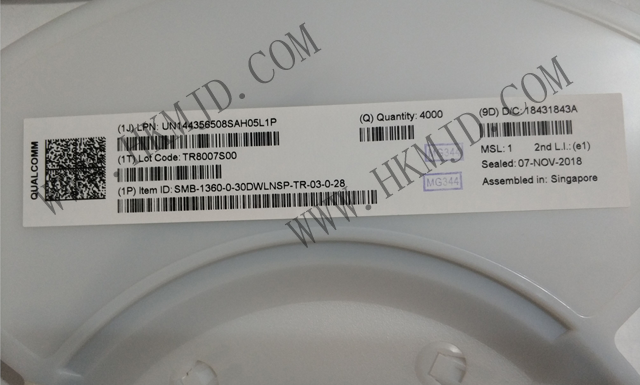 QUALCOMM
(1J) LPN: UN144356508SAH05L1P
(Q) Quantity: 4000
(9D) D/C: 18431843A
(1T) Lot Code: TR8007S00
MSL: 1 2nd L.I.: (e1)
Sealed: 07-NOV-2018
(1P) Item ID: SMB-1360-0-30DWLNSP-TR-03-0-28
Assembled in: Singapore
MG344
MG344
WWW.HKMJD.COM
WWW.HKMJD.COM